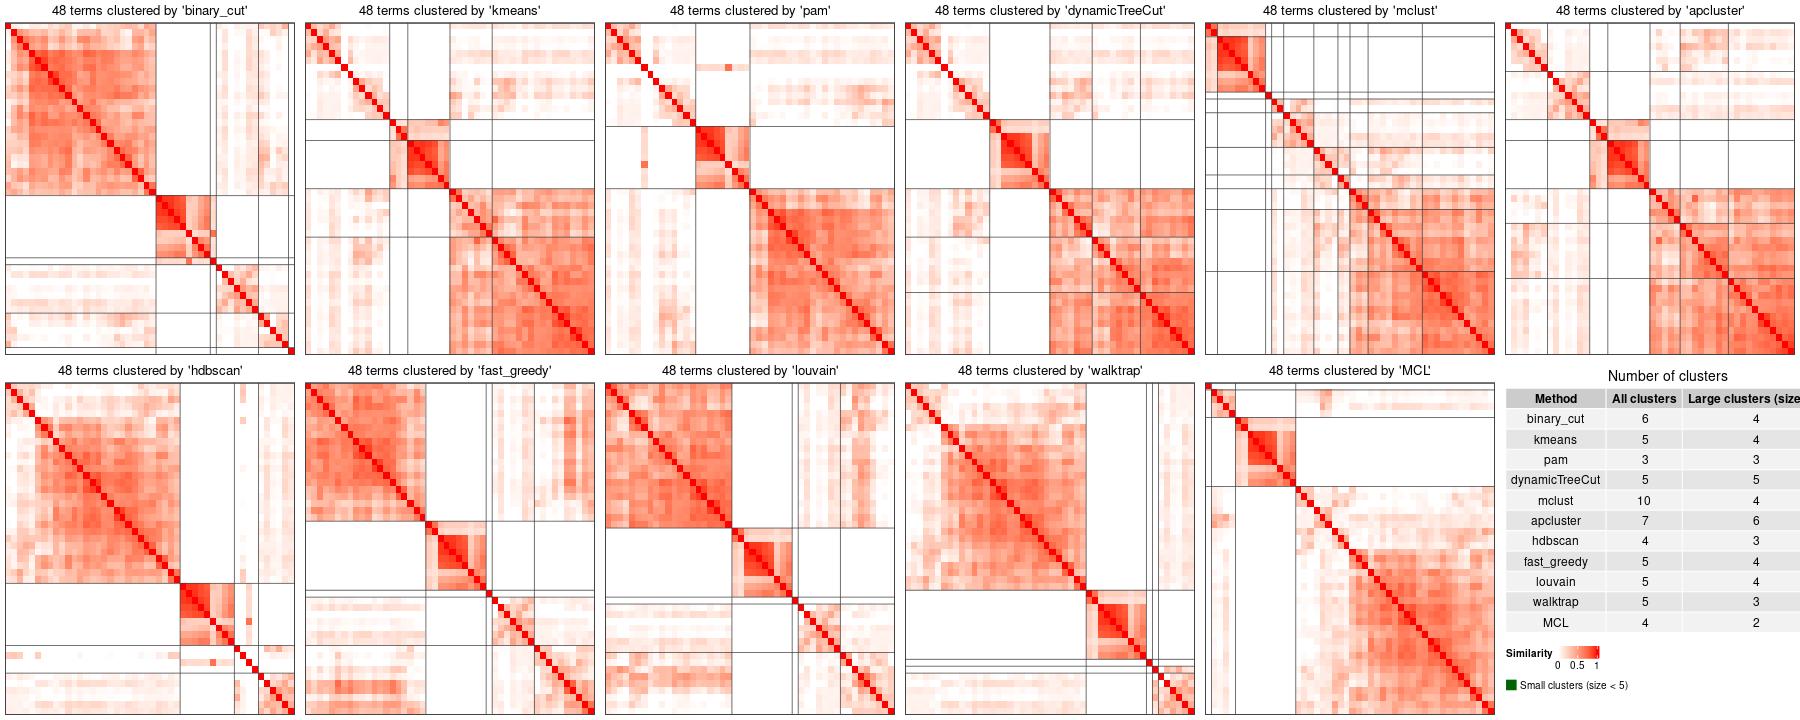 48 terms clustered by 'binary_cut'
48 terms clustered by 'kmeans'
48 terms clustered by 'pam'
48 terms clustered by 'dynamicTreeCut'
48 terms clustered by 'mclust'
48 terms clustered by 'apcluster'
48 terms clustered by 'hdbscan'
48 terms clustered by 'fast_greedy'
48 terms clustered by 'louvain'
48 terms clustered by 'walktrap'
48 terms clustered by 'MCL'
Number of clusters
Method All clusters Large clusters (size
binary_cut 6 4
kmeans 5 4
pam 3 3
dynamicTreeCut 5 5
mclust 10 4
apcluster 7 6
hdbscan 4 3
fast_greedy 5 4
louvain 5 4
walktrap 5 3
MCL 4 2
Similarity
0 0.5 1
Small clusters (size < 5)